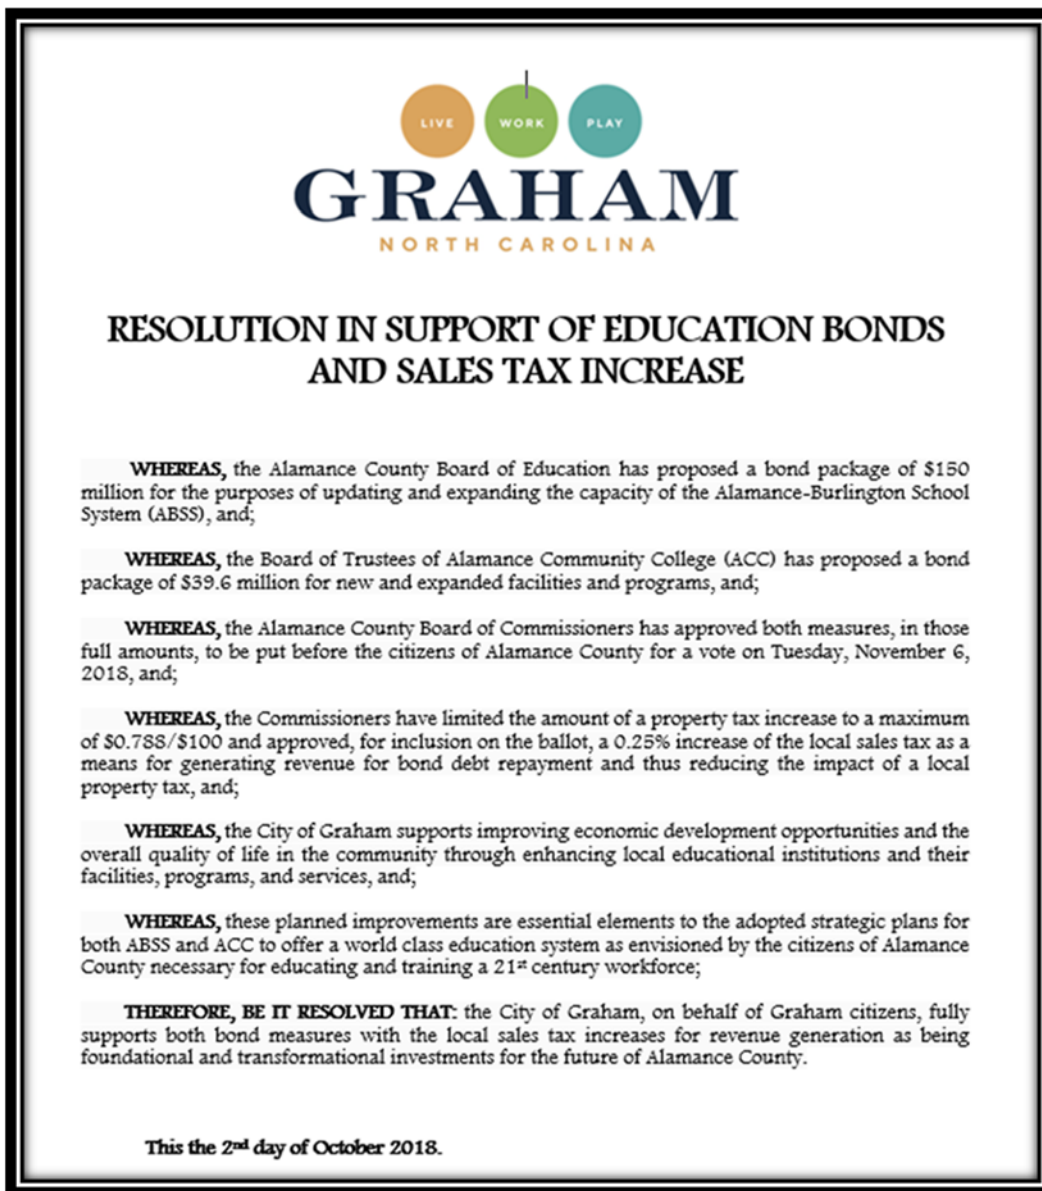 LIVE WORK PLAY
GRAHAM
NORTH CAROLINA
RESOLUTION IN SUPPORT OF EDUCATION BONDS
AND SALES TAX INCREASE
WHEREAS, the Alamance County Board of Education has proposed a bond package of $150
million for the purposes of updating and expanding the capacity of the Alamance-Burlington School
System (ABSS), and;
WHEREAS, the Board of Trustees of Alamance Community College (ACC) has proposed a bond
package of $39.6 million for new and expanded facilities and programs, and;
WHEREAS, the Alamance County Board of Commissioners has approved both measures, in those
full amounts, to be put before the citizens of Alamance County for a vote on Tuesday, November 6,
2018, and;
WHEREAS, the Commissioners have limited the amount of a property tax increase to a maximum
of $0.788/$100 and approved, for inclusion on the ballot, a 0.25% increase of the local sales tax as a
means for generating revenue for bond debt repayment and thus reducing the impact of a local
property tax, and;
WHEREAS, the City of Graham supports improving economic development opportunities and the
overall quality of life in the community through enhancing local educational institutions and their
facilities, programs, and services, and;
WHEREAS, these planned improvements are essential elements to the adopted strategic plans for
both ABSS and ACC to offer a world class education system as envisioned by the citizens of Alamance
County necessary for educating and training a 21st century workforce;
THEREFORE, BE IT RESOLVED THAT: the City of Graham, on behalf of Graham citizens, fully
supports both bond measures with the local sales tax increases for revenue generation as being
foundational and transformational investments for the future of Alamance County.
This the 2nd day of October 2018.